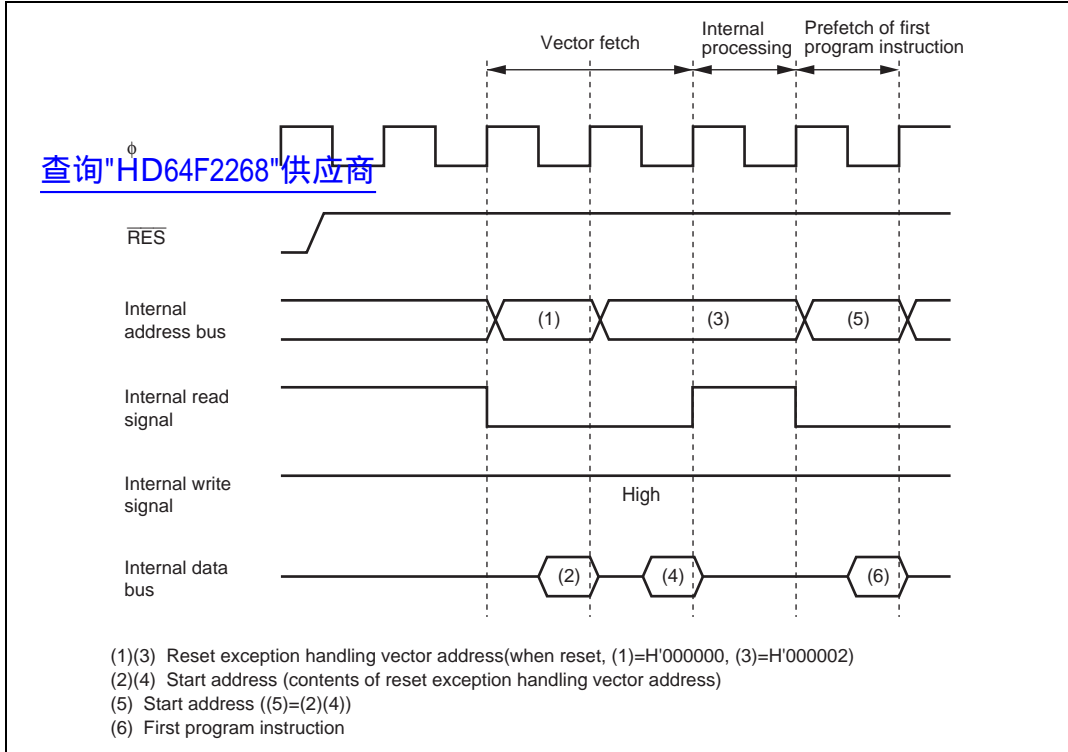 Vector fetch
Internal
processing
Prefetch of first
program instruction
ϕ
查询"HD64F2268"供应商
RES
Internal
address bus
(1)
(3)
(5)
Internal read
signal
Internal write
signal
High
Internal data
bus
(2)
(4)
(6)
(1)(3) Reset exception handling vector address(when reset, (1)=H'000000, (3)=H'000002)
(2)(4) Start address (contents of reset exception handling vector address)
(5) Start address ((5)=(2)(4))
(6) First program instruction